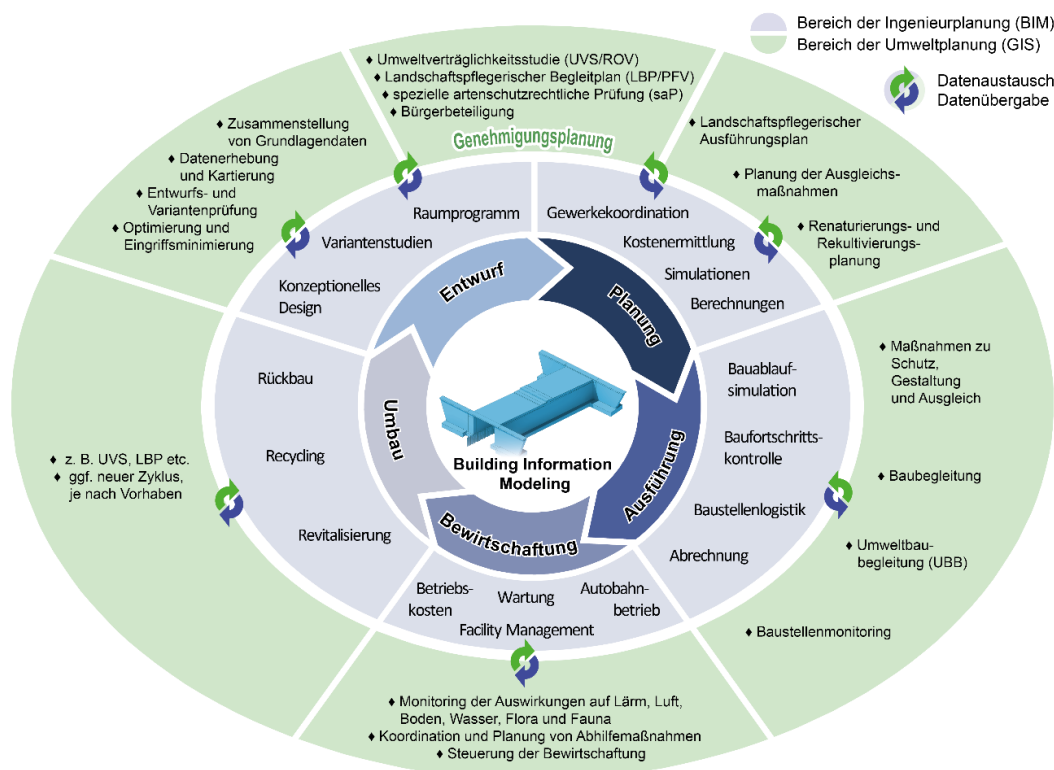 Bereich der Ingenieurplanung (BIM)
Bereich der Umweltplanung (GIS)
Datenaustausch
Datenübergabe
♦ Umweltverträglichkeitsstudie (UVS/ROV)
♦ Landschaftspflegerischer Begleitplan (LBP/PFV)
♦ spezielle artenschutzrechtliche Prüfung (saP)
♦ Bürgerbeteiligung
Genehmigungsplanung
♦ Zusammenstellung
von Grundlagendaten
♦ Datenerhebung
und Kartierung
♦ Entwurfs- und
Variantenprüfung
♦ Optimierung und
Eingriffsminimierung
♦ Landschaftspflegerischer
Ausführungsplan
♦ Planung der Ausgleichs-
maßnahmen
♦ Renaturierungs- und
Rekultivierungs-
planung
Raumprogramm
Variantenstudien
Konzeptionelles
Design
Gewerkekoordination
Kostenermittlung
Simulationen
Berechnungen
Entwurf
Planung
Ausführung
Bewirtschaftung
Umbau
Building Information
Modeling
Rückbau
Recycling
Revitalisierung
Bauablauf-
simulation
Baufortschritts-
kontrolle
Baustellenlogistik
Abrechnung
♦ Maßnahmen zu
Schutz,
Gestaltung
und Ausgleich
♦ Baubegleitung
♦ Umweltbau-
begleitung (UBB)
♦ Baustellenmonitoring
♦ z. B. UVS, LBP etc.
♦ ggf. neuer Zyklus,
je nach Vorhaben
Betriebs-
kosten
Wartung
Autobahn-
betrieb
Facility Management
♦ Monitoring der Auswirkungen auf Lärm, Luft,
Boden, Wasser, Flora und Fauna
♦ Koordination und Planung von Abhilfemaßnahmen
♦ Steuerung der Bewirtschaftung